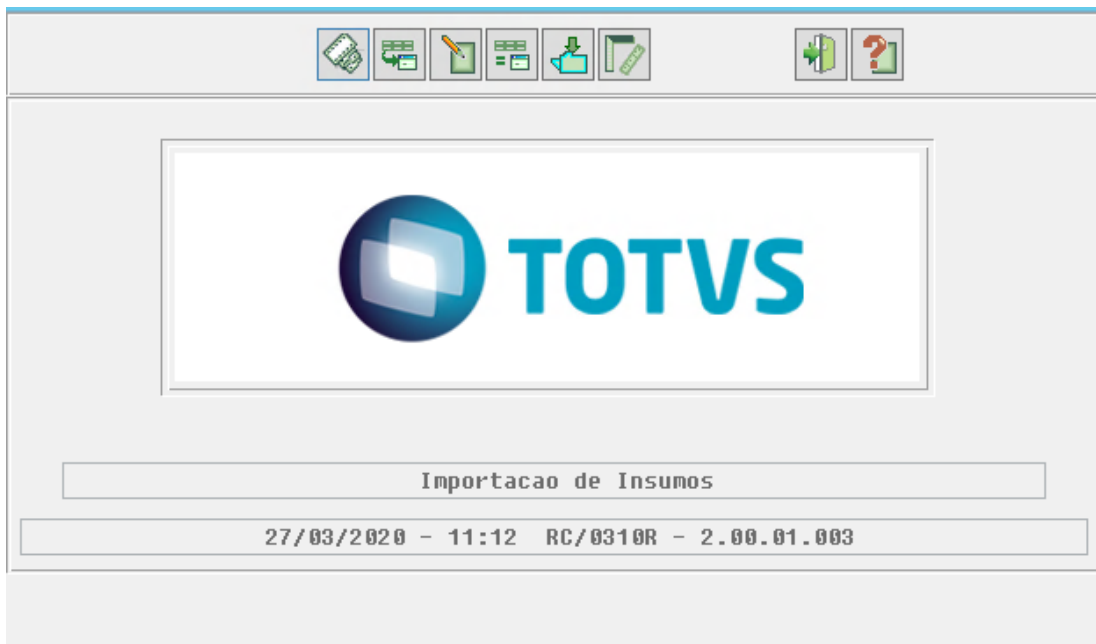 TOTVS
Importacao de Insumos
27/03/2020 - 11:12 RC/0310R - 2.00.01.003